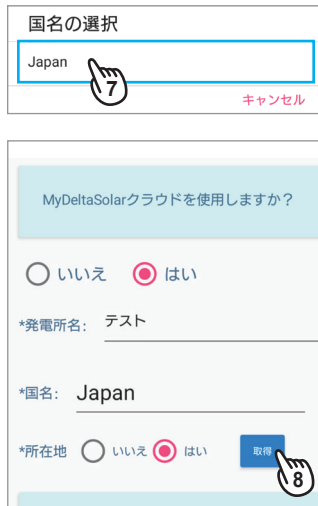 国名の選択
Japan
7
キャンセル
MyDeltaSolarクラウドを使用しますか？
いいえ はい
*発電所名: テスト
*国名: Japan
*所在地 いいえ はい 取得
8